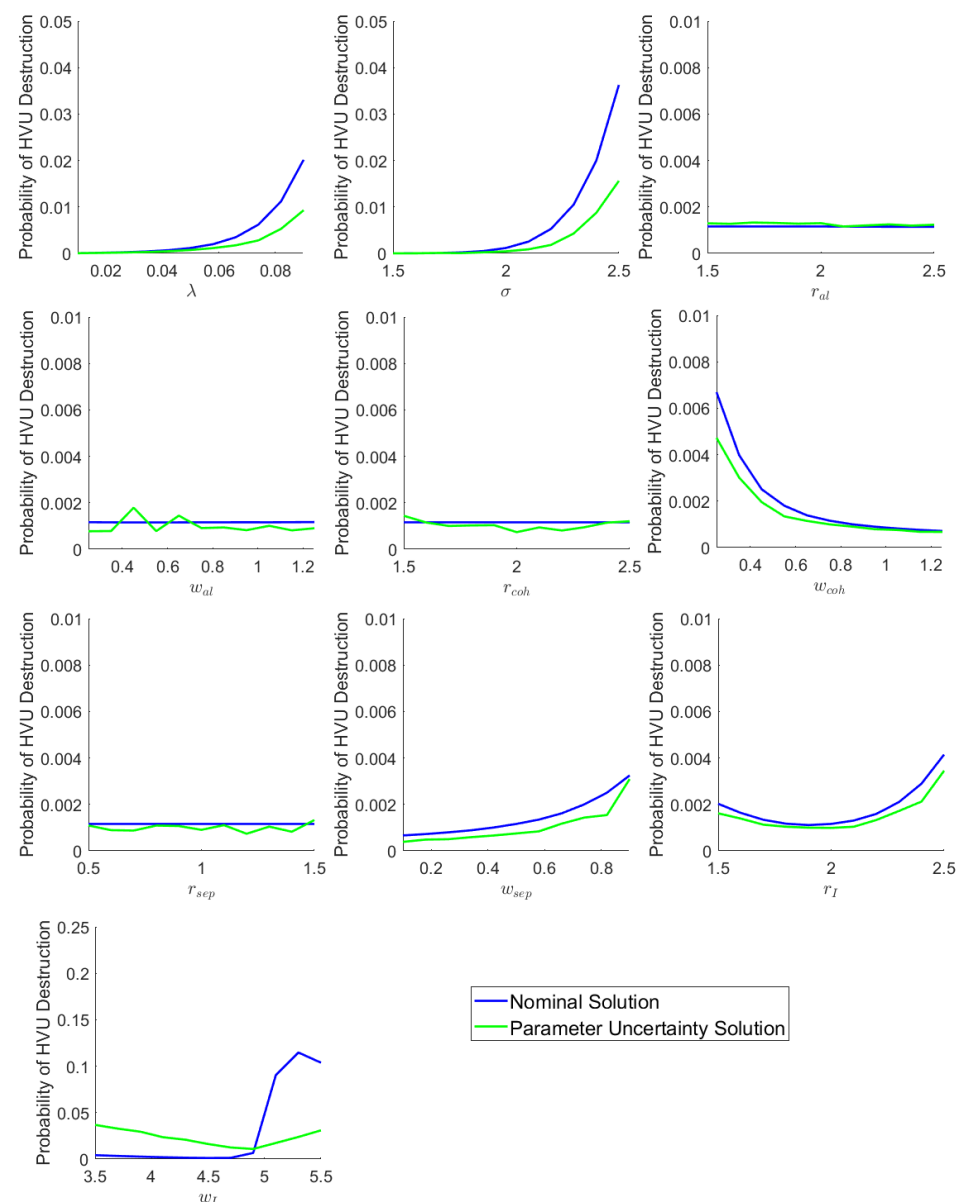 Probability of HVU Destruction
0.05
0.04
0.03
0.02
0.01
0
0.02 0.04 0.06 0.08
λ
Probability of HVU Destruction
0.05
0.04
0.03
0.02
0.01
0
1.5 2 2.5
σ
Probability of HVU Destruction
0.01
0.008
0.006
0.004
0.002
0
1.5 2 2.5
r_al
Probability of HVU Destruction
0.01
0.008
0.006
0.004
0.002
0
0.4 0.6 0.8 1 1.2
w_al
Probability of HVU Destruction
0.01
0.008
0.006
0.004
0.002
0
1.5 2 2.5
r_coh
Probability of HVU Destruction
0.01
0.008
0.006
0.004
0.002
0
0.4 0.6 0.8 1 1.2
w_coh
Probability of HVU Destruction
0.01
0.008
0.006
0.004
0.002
0
0.5 1 1.5
r_sep
Probability of HVU Destruction
0.01
0.008
0.006
0.004
0.002
0
0.2 0.4 0.6 0.8
w_sep
Probability of HVU Destruction
0.01
0.008
0.006
0.004
0.002
0
1.5 2 2.5
r_I
Probability of HVU Destruction
0.25
0.2
0.15
0.1
0.05
0
3.5 4 4.5 5 5.5
w_I
Nominal Solution
Parameter Uncertainty Solution